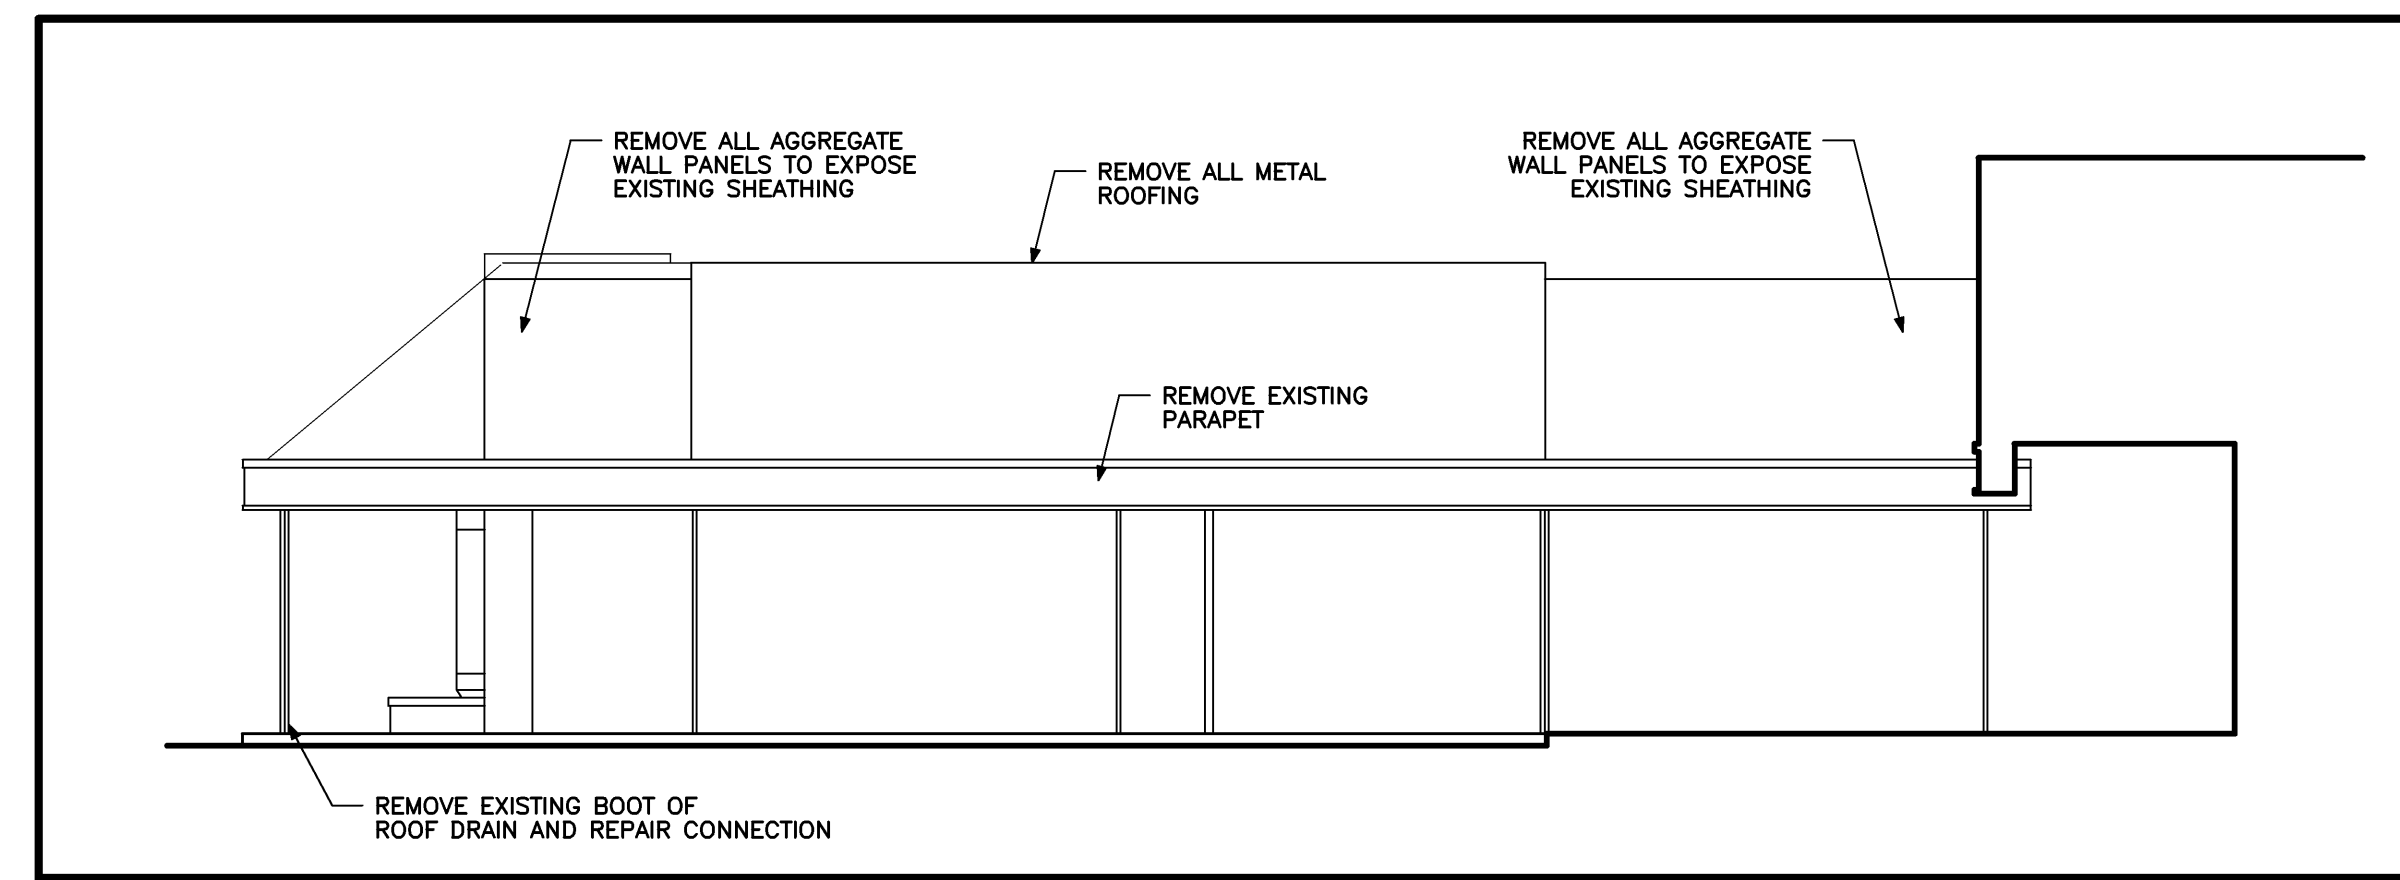 REMOVE ALL AGGREGATE
WALL PANELS TO EXPOSE
EXISTING SHEATHING
REMOVE ALL METAL
ROOFING
REMOVE ALL AGGREGATE
WALL PANELS TO EXPOSE
EXISTING SHEATHING
REMOVE EXISTING
PARAPET
REMOVE EXISTING BOOT OF
ROOF DRAIN AND REPAIR CONNECTION